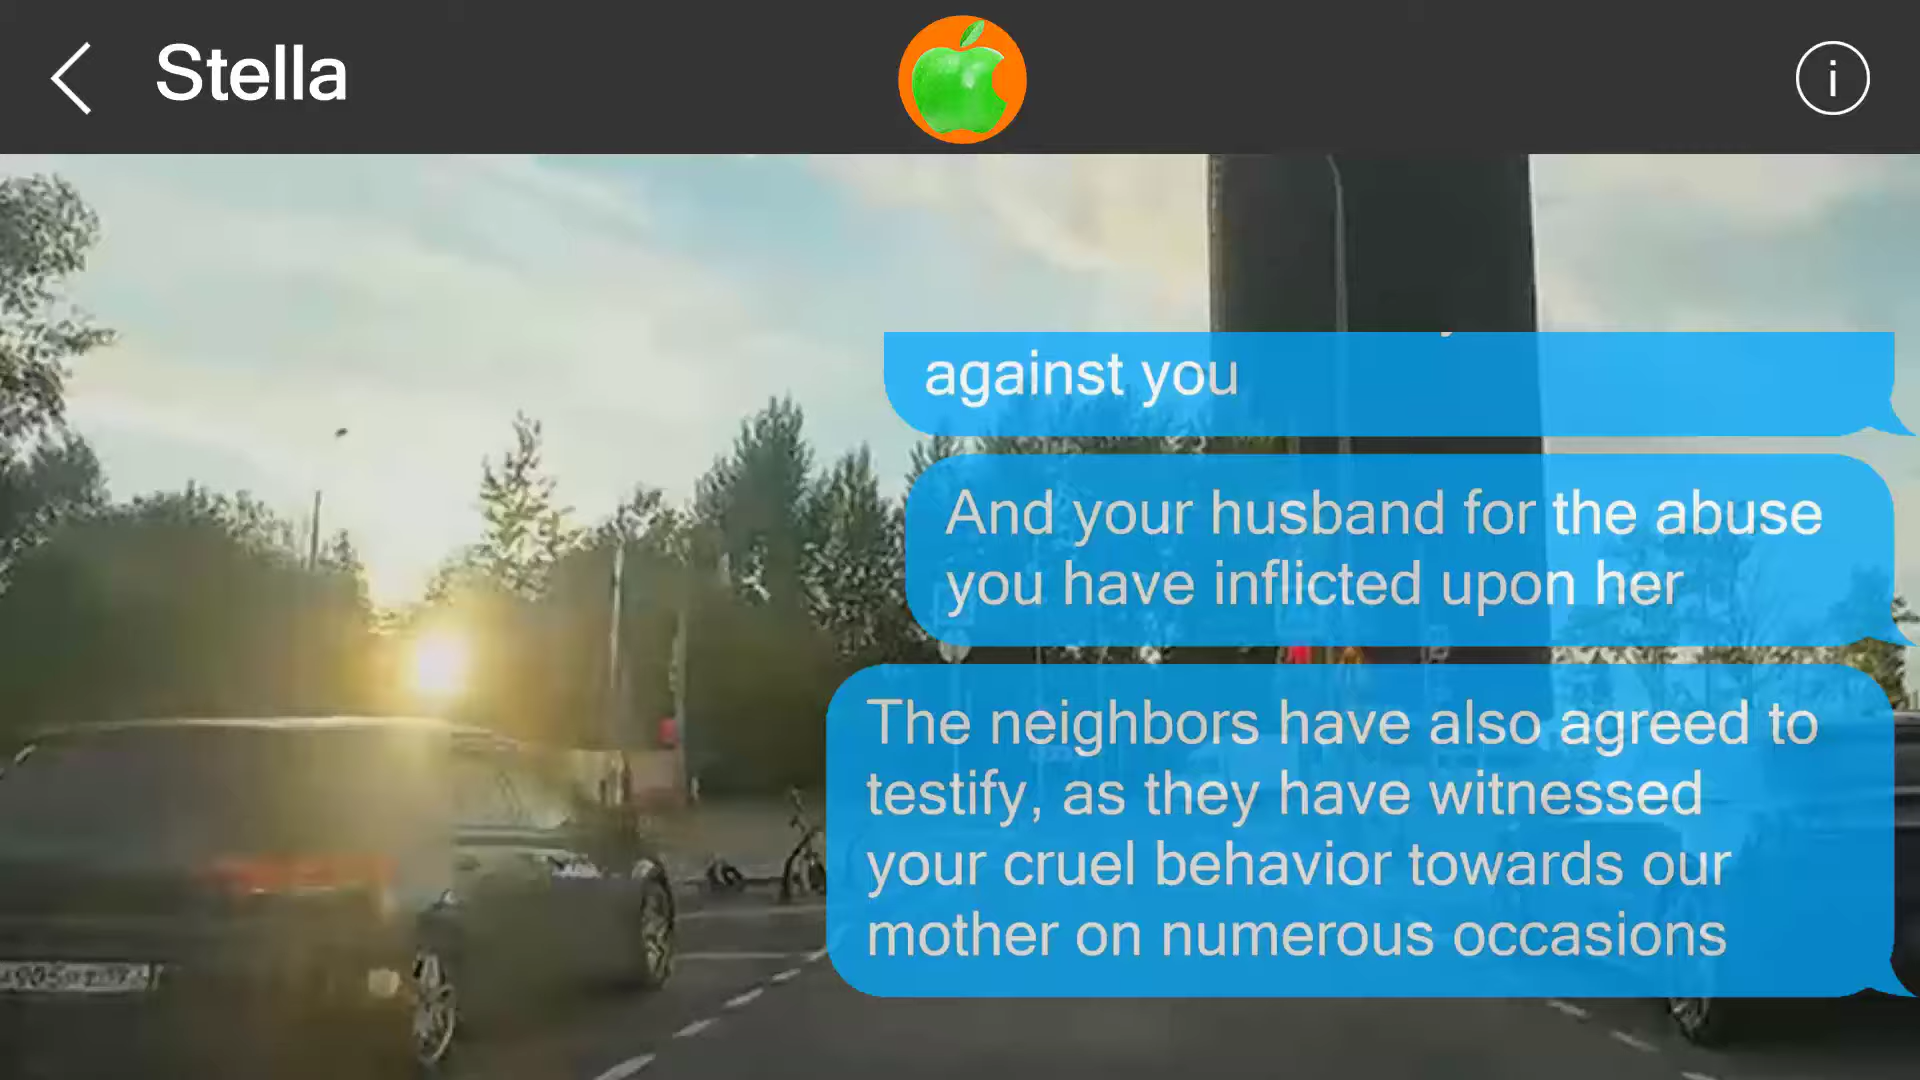 Stella
i
against you
And your husband for the abuse
you have inflicted upon her
The neighbors have also agreed to
testify, as they have witnessed
your cruel behavior towards our
mother on numerous occasions